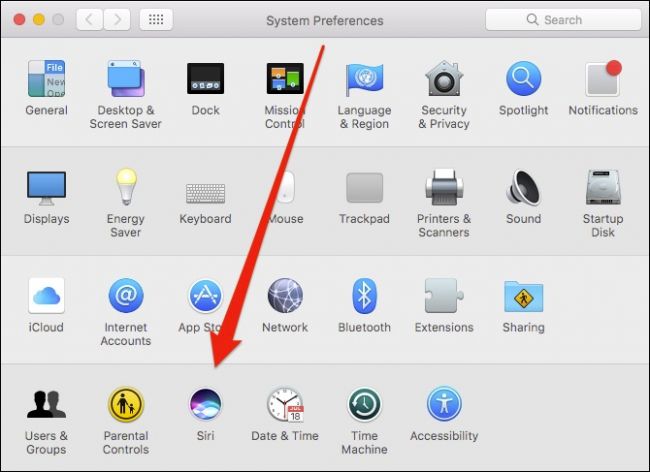 System Preferences
Search
File
New
Ope
General
Desktop &
Screen Saver
Dock
Mission
Control
Language
& Region
Security
& Privacy
Spotlight
Notifications
Displays
Energy
Saver
Keyboard
Mouse
Trackpad
Printers &
Scanners
Sound
Startup
Disk
iCloud
@
Internet
Accounts
App Sto
Network
Bluetooth
Extensions
Sharing
Users &
Groups
Parental
Controls
Siri
JUL
18
Date & Time
Time
Machine
Accessibility